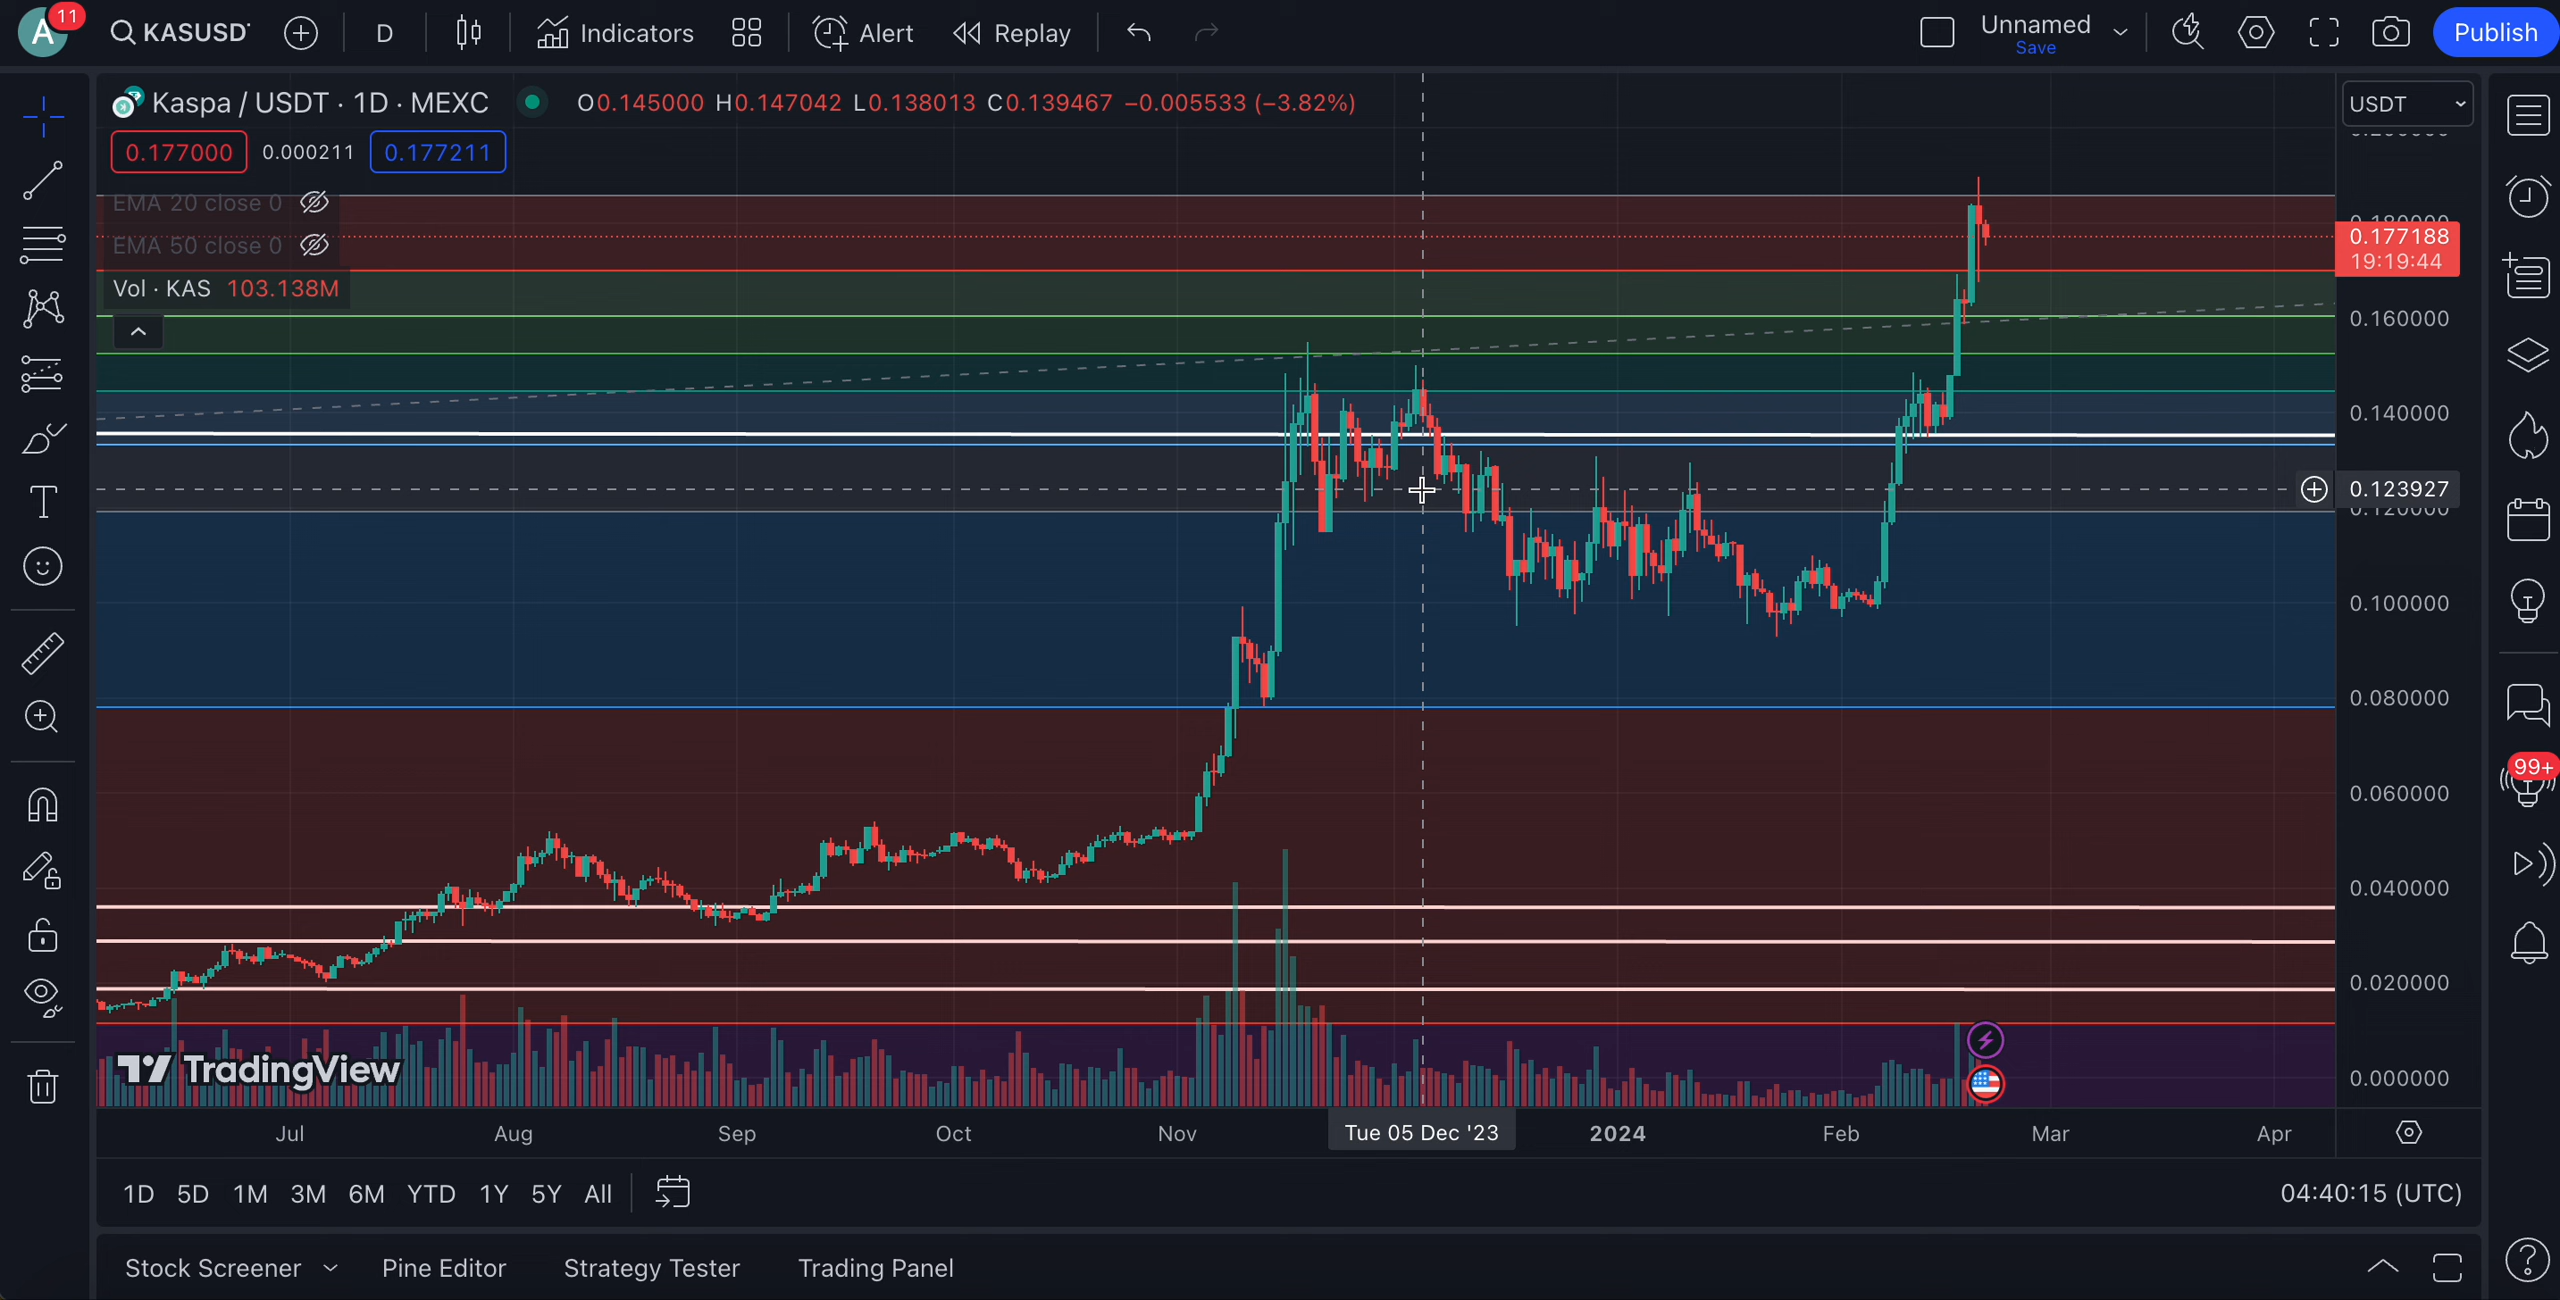 A 11 KASUSDT D Indicators Alert Replay Unnamed Save Publish
Kaspa / USDT · 1D · MEXC O0.145000 H0.147042 L0.138013 C0.139467 −0.005533 (−3.82%) USDT
0.177000 0.000211 0.177211
EMA 20 close 0
EMA 50 close 0
Vol · KAS 103.138M
0.180000
0.177188
19:19:44
0.160000
0.140000
0.123927
0.120000
0.100000
0.080000
99+
0.060000
0.040000
0.020000
TradingView
0.000000
Jul Aug Sep Oct Nov Tue 05 Dec '23 2024 Feb Mar Apr
1D 5D 1M 3M 6M YTD 1Y 5Y All 04:40:15 (UTC)
Stock Screener Pine Editor Strategy Tester Trading Panel